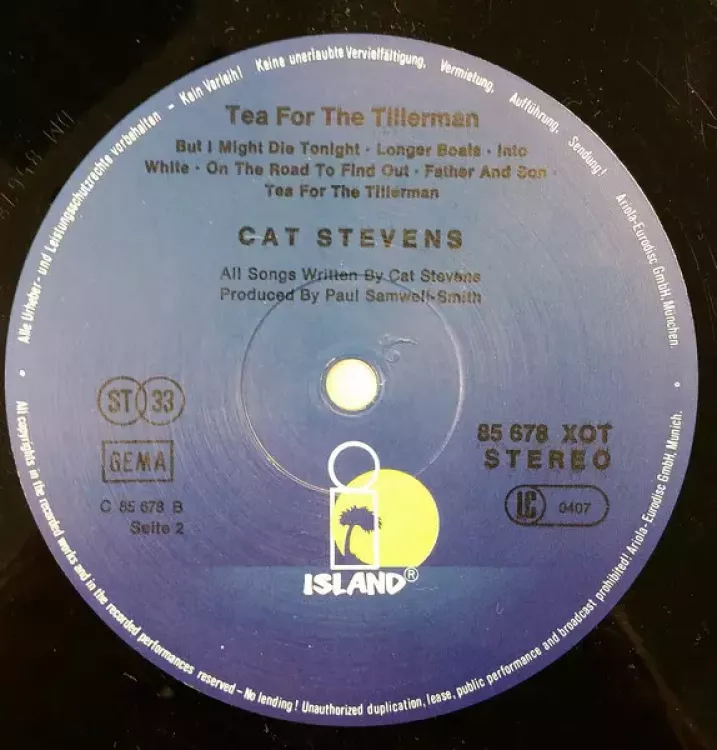 Alle Urheber- und Leistungsschutzrechte vorbehalten – Kein Verleih! Keine unerlaubte Vervielfältigung, Vermietung, Aufführung, Sendung! Ariola-Eurodisc GmbH, München.
Tea For The Tillerman
But I Might Die Tonight · Longer Boats · Into
White · On The Road To Find Out · Father And Son ·
Tea For The Tillerman
CAT STEVENS
All Songs Written By Cat Stevens
Produced By Paul Samwell-Smith
ST 33
GEMA
C 85 678 B
Seite 2
85 678 XOT
STEREO
LC 0407
ISLAND®
All copyrights in the recorded works and in the recorded performances reserved – No lending! Unauthorized duplication, lease, public performance and broadcast prohibited! Ariola-Eurodisc GmbH, Munich.